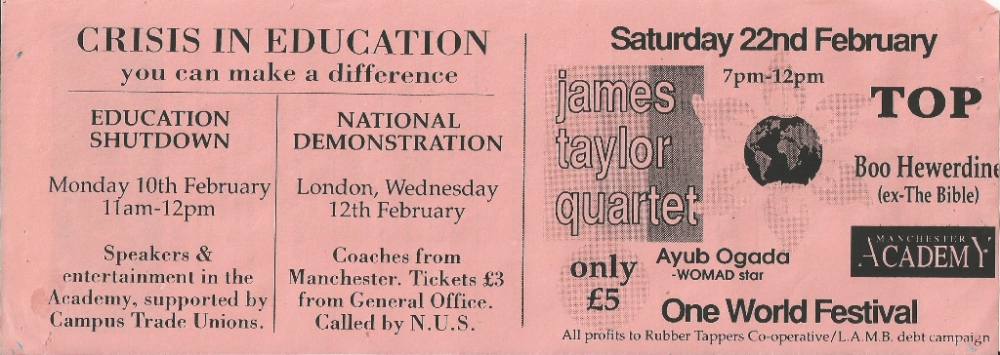 CRISIS IN EDUCATION
you can make a difference
EDUCATION
SHUTDOWN
Monday 10th February
11am-12pm
Speakers &
entertainment in the
Academy, supported by
Campus Trade Unions.
NATIONAL
DEMONSTRATION
London, Wednesday
12th February
Coaches from
Manchester. Tickets £3
from General Office.
Called by N.U.S.
Saturday 22nd February
7pm-12pm
james
taylor
quartet
TOP
Boo Hewerdine
(ex-The Bible)
MANCHESTER
ACADEMY
Ayub Ogada
-WOMAD star
only
£5
One World Festival
All profits to Rubber Tappers Co-operative/L.A.M.B. debt campaign